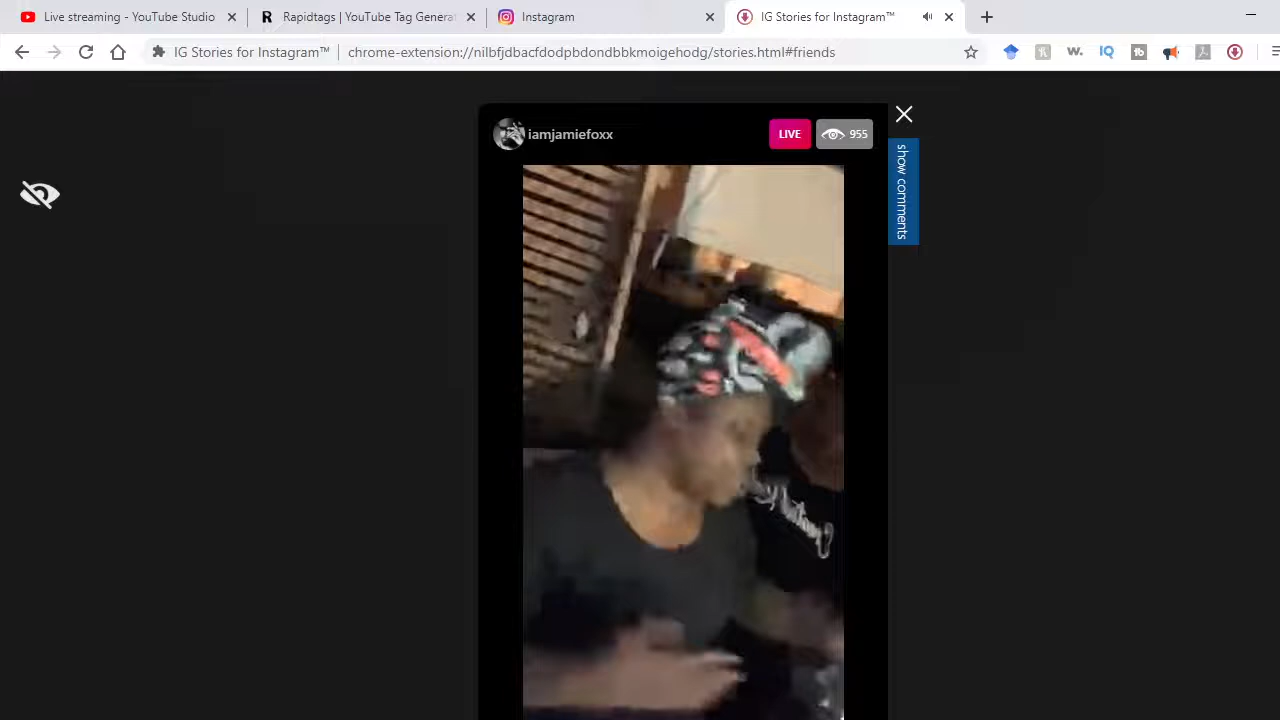 Live streaming - YouTube Studio
Rapidtags | YouTube Tag Genera
Instagram
IG Stories for Instagram™
IG Stories for Instagram™ | chrome-extension://nilbfjdbacfdodpbdondbbkmoigehodg/stories.html#friends
iamjamiefoxx
LIVE
955
show comments